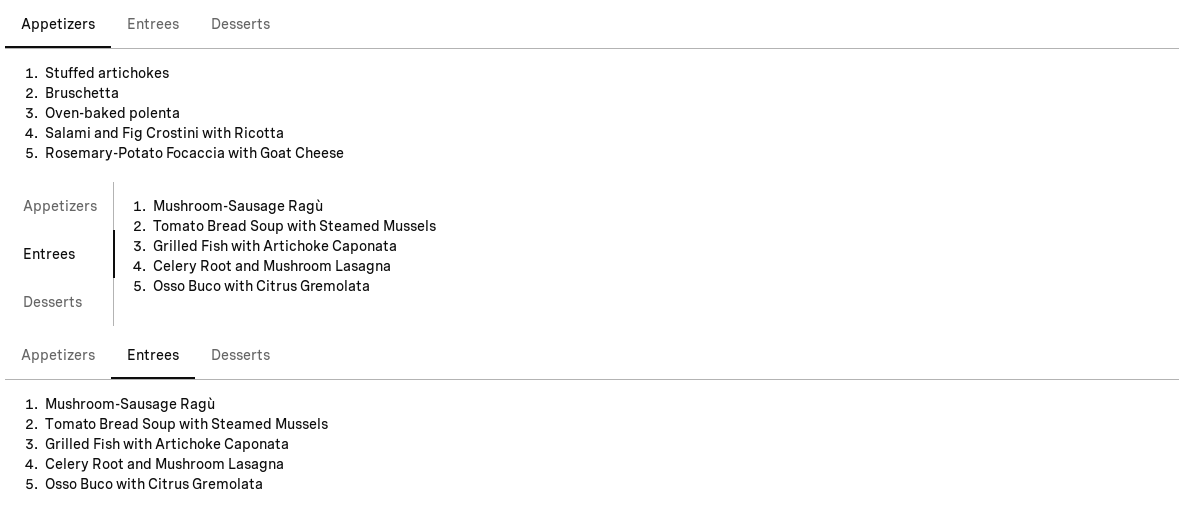 Appetizers Entrees Desserts
1. Stuffed artichokes
2. Bruschetta
3. Oven-baked polenta
4. Salami and Fig Crostini with Ricotta
5. Rosemary-Potato Focaccia with Goat Cheese
Appetizers
Entrees
Desserts
1. Mushroom-Sausage Ragù
2. Tomato Bread Soup with Steamed Mussels
3. Grilled Fish with Artichoke Caponata
4. Celery Root and Mushroom Lasagna
5. Osso Buco with Citrus Gremolata
Appetizers Entrees Desserts
1. Mushroom-Sausage Ragù
2. Tomato Bread Soup with Steamed Mussels
3. Grilled Fish with Artichoke Caponata
4. Celery Root and Mushroom Lasagna
5. Osso Buco with Citrus Gremolata